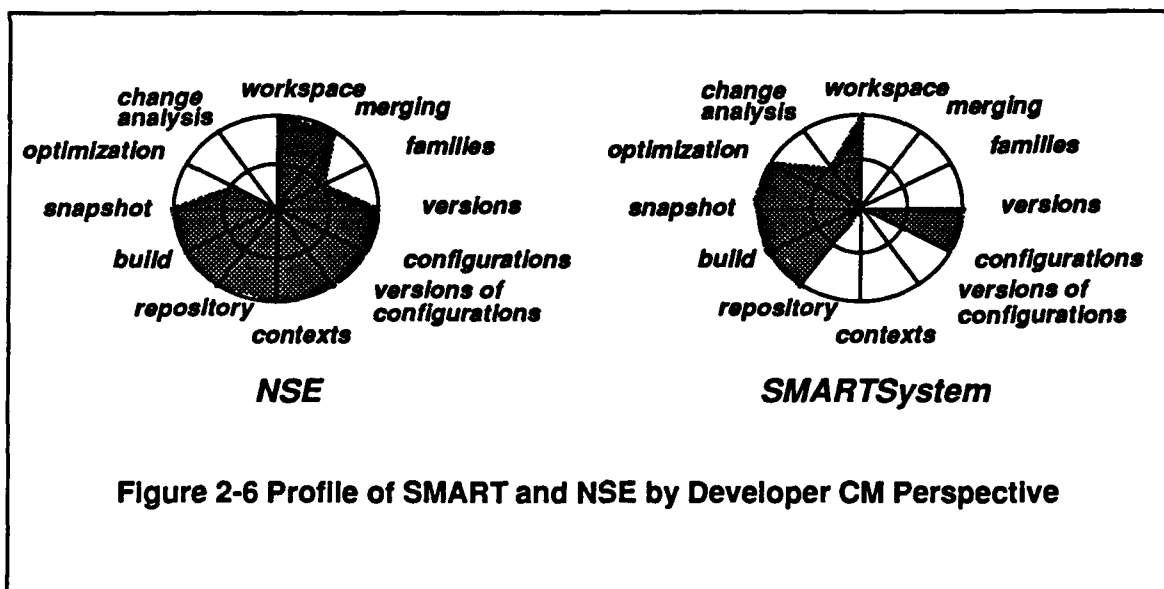 workspace
merging
families
versions
configurations
versions of
configurations
contexts
repository
build
snapshot
optimization
change
analysis
NSE
workspace
merging
families
versions
configurations
versions of
configurations
contexts
repository
build
snapshot
optimization
change
analysis
SMARTSystem
Figure 2-6 Profile of SMART and NSE by Developer CM Perspective